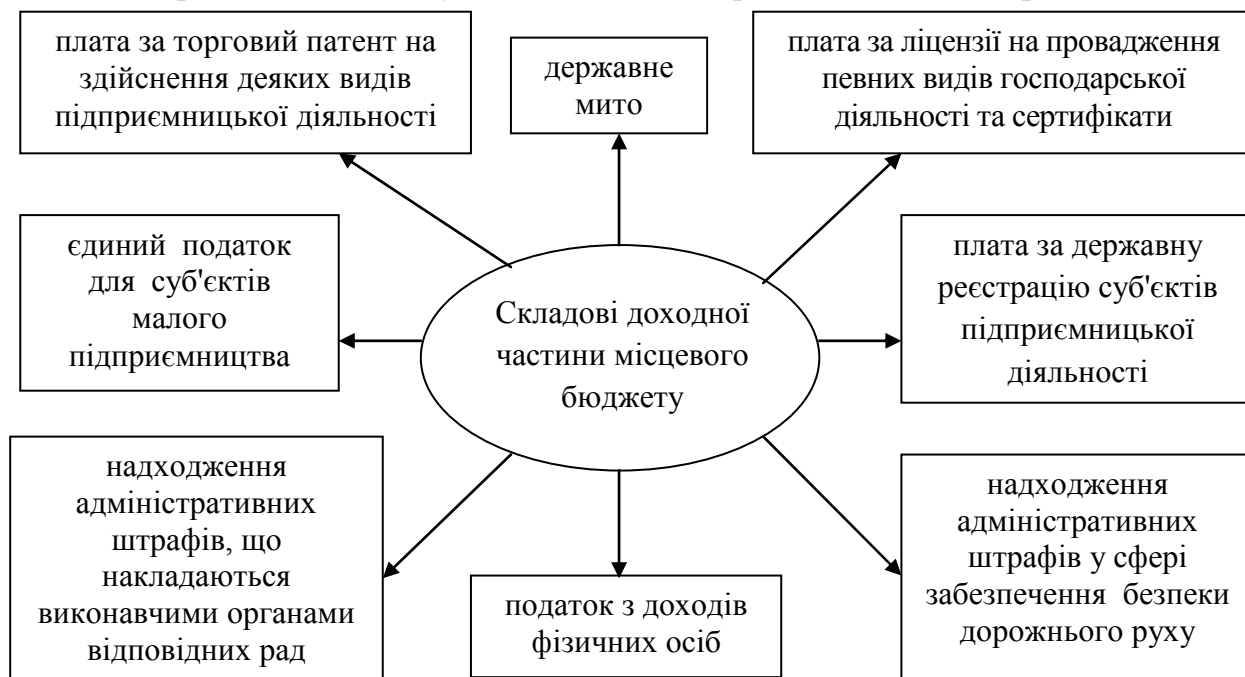 плата за торговий патент на
здійснення деяких видів
підприємницької діяльності
державне
мито
плата за ліцензії на провадження
певних видів господарської
діяльності та сертифікати
єдиний податок
для суб'єктів
малого
підприємництва
Складові доходної
частини місцевого
бюджету
плата за державну
реєстрацію суб'єктів
підприємницької
діяльності
надходження
адміністративних
штрафів, що
накладаються
виконавчими органами
відповідних рад
податок з доходів
фізичних осіб
надходження
адміністративних
штрафів у сфері
забезпечення безпеки
дорожнього руху